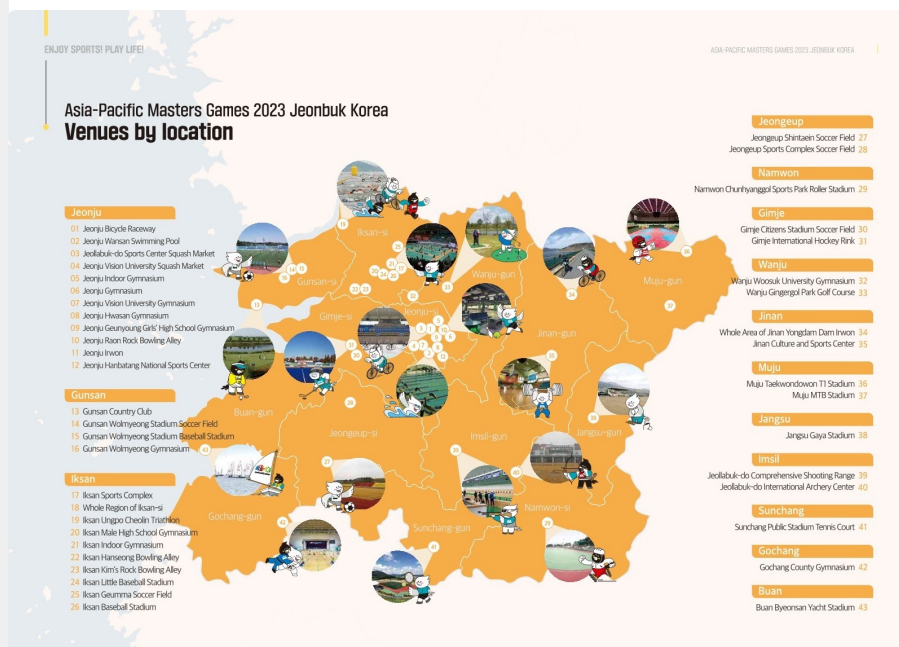 ENJOY SPORTS! PLAY LIFE!
ASIA-PACIFIC MASTERS GAMES 2023 JEONBUK KOREA
Asia-Pacific Masters Games 2023 Jeonbuk Korea
Venues by location
Jeonju
01 Jeonju Bicycle Raceway
02 Jeonju Wansan Swimming Pool
03 Jeollabuk-do Sports Center Squash Market
04 Jeonju Vision University Squash Market
05 Jeonju Indoor Gymnasium
06 Jeonju Gymnasium
07 Jeonju Vision University Gymnasium
08 Jeonju Hwasan Gymnasium
09 Jeonju Geunyoung Girls' High School Gymnasium
10 Jeonju Raon Rock Bowling Alley
11 Jeonju Irwon
12 Jeonju Hanbatang National Sports Center
Gunsan
13 Gunsan Country Club
14 Gunsan Wolmyeong Stadium Soccer Field
15 Gunsan Wolmyeong Stadium Baseball Stadium
16 Gunsan Wolmyeong Gymnasium
Iksan
17 Iksan Sports Complex
18 Whole Region of Iksan-si
19 Iksan Ungpo Cheolin Triathlon
20 Iksan Male High School Gymnasium
21 Iksan Indoor Gymnasium
22 Iksan Hanseong Bowling Alley
23 Iksan Kim's Rock Bowling Alley
24 Iksan Little Baseball Stadium
25 Iksan Geumma Soccer Field
26 Iksan Baseball Stadium
Iksan-si
Gunsan-si
Wanju-gun
Muju-gun
Gimje-si
Jeonju-si
Jinan-gun
Buan-gun
Jeongeup-si
Imsil-gun
Jangsu-gun
Gochang-gun
Sunchang-gun
Namwon-si
Jeongeup
Jeongeup Shintaein Soccer Field 27
Jeongeup Sports Complex Soccer Field 28
Namwon
Namwon Chunhyanggol Sports Park Roller Stadium 29
Gimje
Gimje Citizens Stadium Soccer Field 30
Gimje International Hockey Rink 31
Wanju
Wanju Woosuk University Gymnasium 32
Wanju Gingergol Park Golf Course 33
Jinan
Whole Area of Jinan Yongdam Dam Irwon 34
Jinan Culture and Sports Center 35
Muju
Muju Taekwondowon T1 Stadium 36
Muju MTB Stadium 37
Jangsu
Jangsu Gaya Stadium 38
Imsil
Jeollabuk-do Comprehensive Shooting Range 39
Jeollabuk-do International Archery Center 40
Sunchang
Sunchang Public Stadium Tennis Court 41
Gochang
Gochang County Gymnasium 42
Buan
Buan Byeonsan Yacht Stadium 43